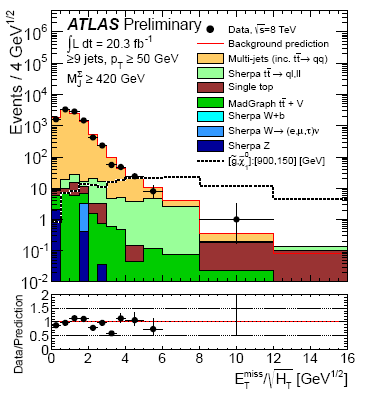 ATLAS Preliminary
∫L dt = 20.3 fb⁻¹
≥9 jets, p_T ≥ 50 GeV
M_J^Σ ≥ 420 GeV
Data, √s=8 TeV
Background prediction
Multi-jets (inc. tt̄→ qq)
Sherpa tt̄→ ql,ll
Single top
MadGraph tt̄ + V
Sherpa W+b
Sherpa W→ (e,μ,τ)ν
Sherpa Z
[g̃,χ̃₁⁰]:[900,150] [GeV]
Events / 4 GeV^1/2
10⁶
10⁵
10⁴
10³
10²
10
1
10⁻¹
10⁻²
Data/Prediction
2
1.5
1
0.5
0
0 2 4 6 8 10 12 14 16
E_T^miss/√H_T [GeV^1/2]